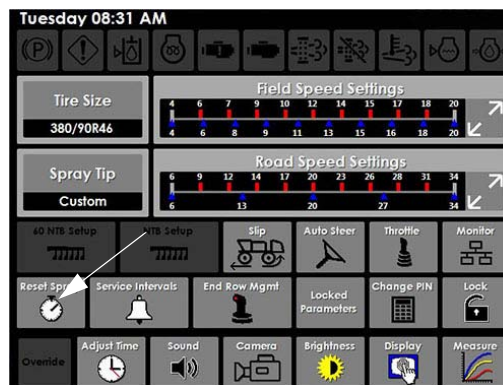 Tuesday 08:31 AM
Tire Size
380/90R46
Field Speed Settings
4 6 7 9 10 12 14 15 17 18 20
4 6 8 9 11 13 15 16 18 20
Spray Tip
Custom
Road Speed Settings
6 9 12 14 17 20 23 26 28 31 34
6 13 20 27 34
60 NTB Setup
NTB Setup
Slip
Auto Steer
Throttle
Monitor
Reset
Service Intervals
End Row Mgmt
Locked
Parameters
Change PIN
Lock
Override
Adjust Time
Sound
Camera
Brightness
Display
Measure